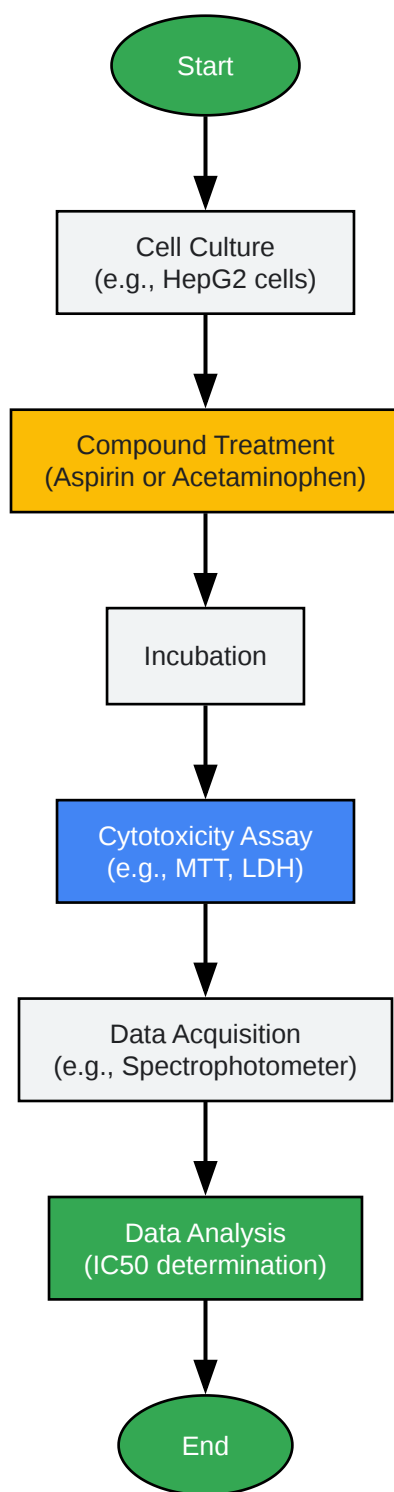 Start
Cell Culture
(e.g., HepG2 cells)
Compound Treatment
(Aspirin or Acetaminophen)
Incubation
Cytotoxicity Assay
(e.g., MTT, LDH)
Data Acquisition
(e.g., Spectrophotometer)
Data Analysis
(IC50 determination)
End